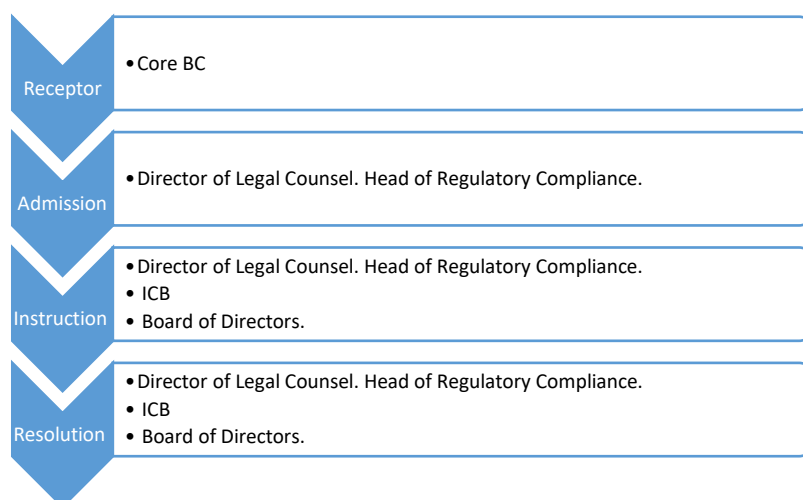 Receptor
•Core BC
Admission
•Director of Legal Counsel. Head of Regulatory Compliance.
Instruction
•Director of Legal Counsel. Head of Regulatory Compliance.
• ICB
• Board of Directors.
Resolution
•Director of Legal Counsel. Head of Regulatory Compliance.
• ICB
• Board of Directors.